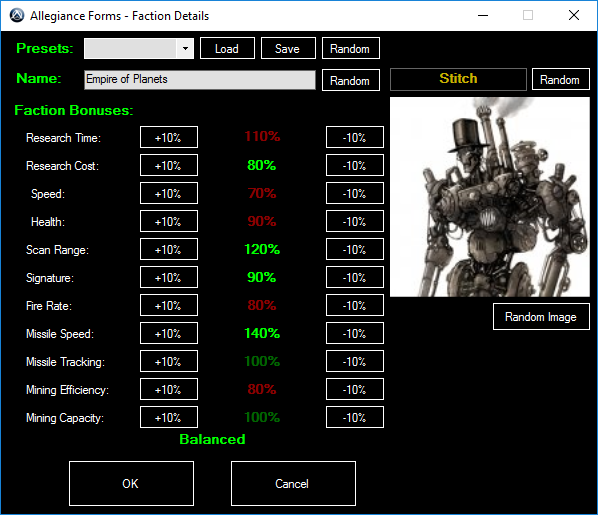 Allegiance Forms - Faction Details
Presets: Load Save Random
Name: Empire of Planets Random Stitch Random
Faction Bonuses:
Research Time: +10% 110% -10%
Research Cost: +10% 80% -10%
Speed: +10% 70% -10%
Health: +10% 90% -10%
Scan Range: +10% 120% -10%
Signature: +10% 90% -10%
Fire Rate: +10% 80% -10%
Random Image
Missile Speed: +10% 140% -10%
Missile Tracking: +10% 100% -10%
Mining Efficiency: +10% 80% -10%
Mining Capacity: +10% 100% -10%
Balanced
OK Cancel